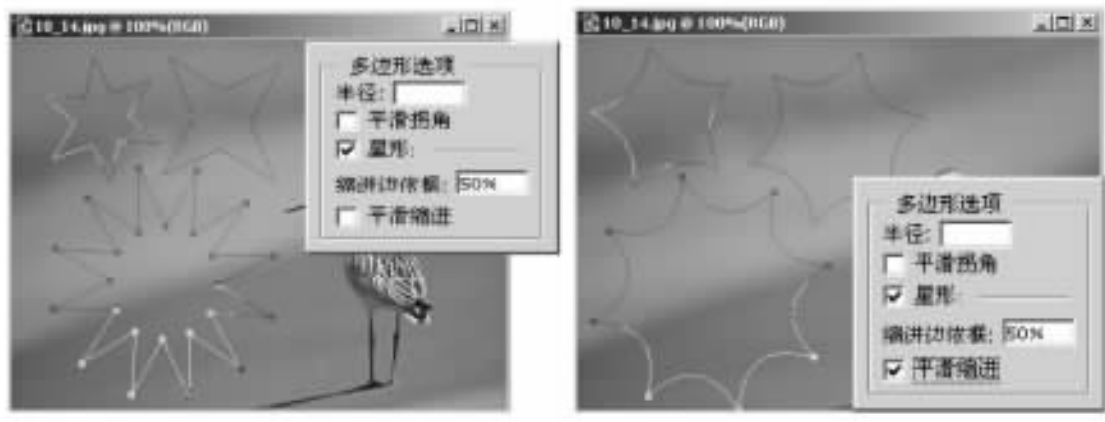 10_14.jpg @ 100%(RGB)
多边形选项
半径:
平滑拐角
星形:
缩进边依据: 50%
平滑缩进
10_14.jpg @ 100%(RGB)
多边形选项
半径:
平滑拐角
星形:
缩进边依据: 50%
平滑缩进